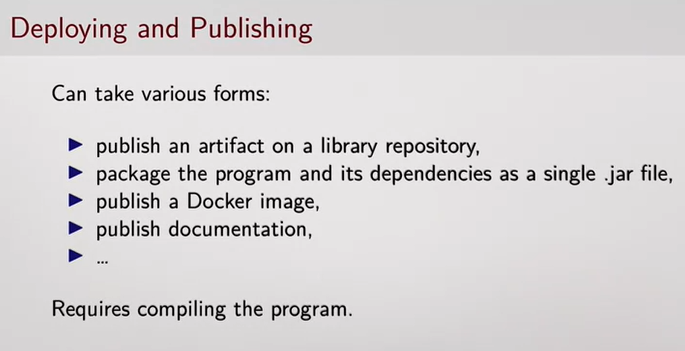 Deploying and Publishing
Can take various forms:
▶ publish an artifact on a library repository,
▶ package the program and its dependencies as a single .jar file,
▶ publish a Docker image,
▶ publish documentation,
▶ ...
Requires compiling the program.